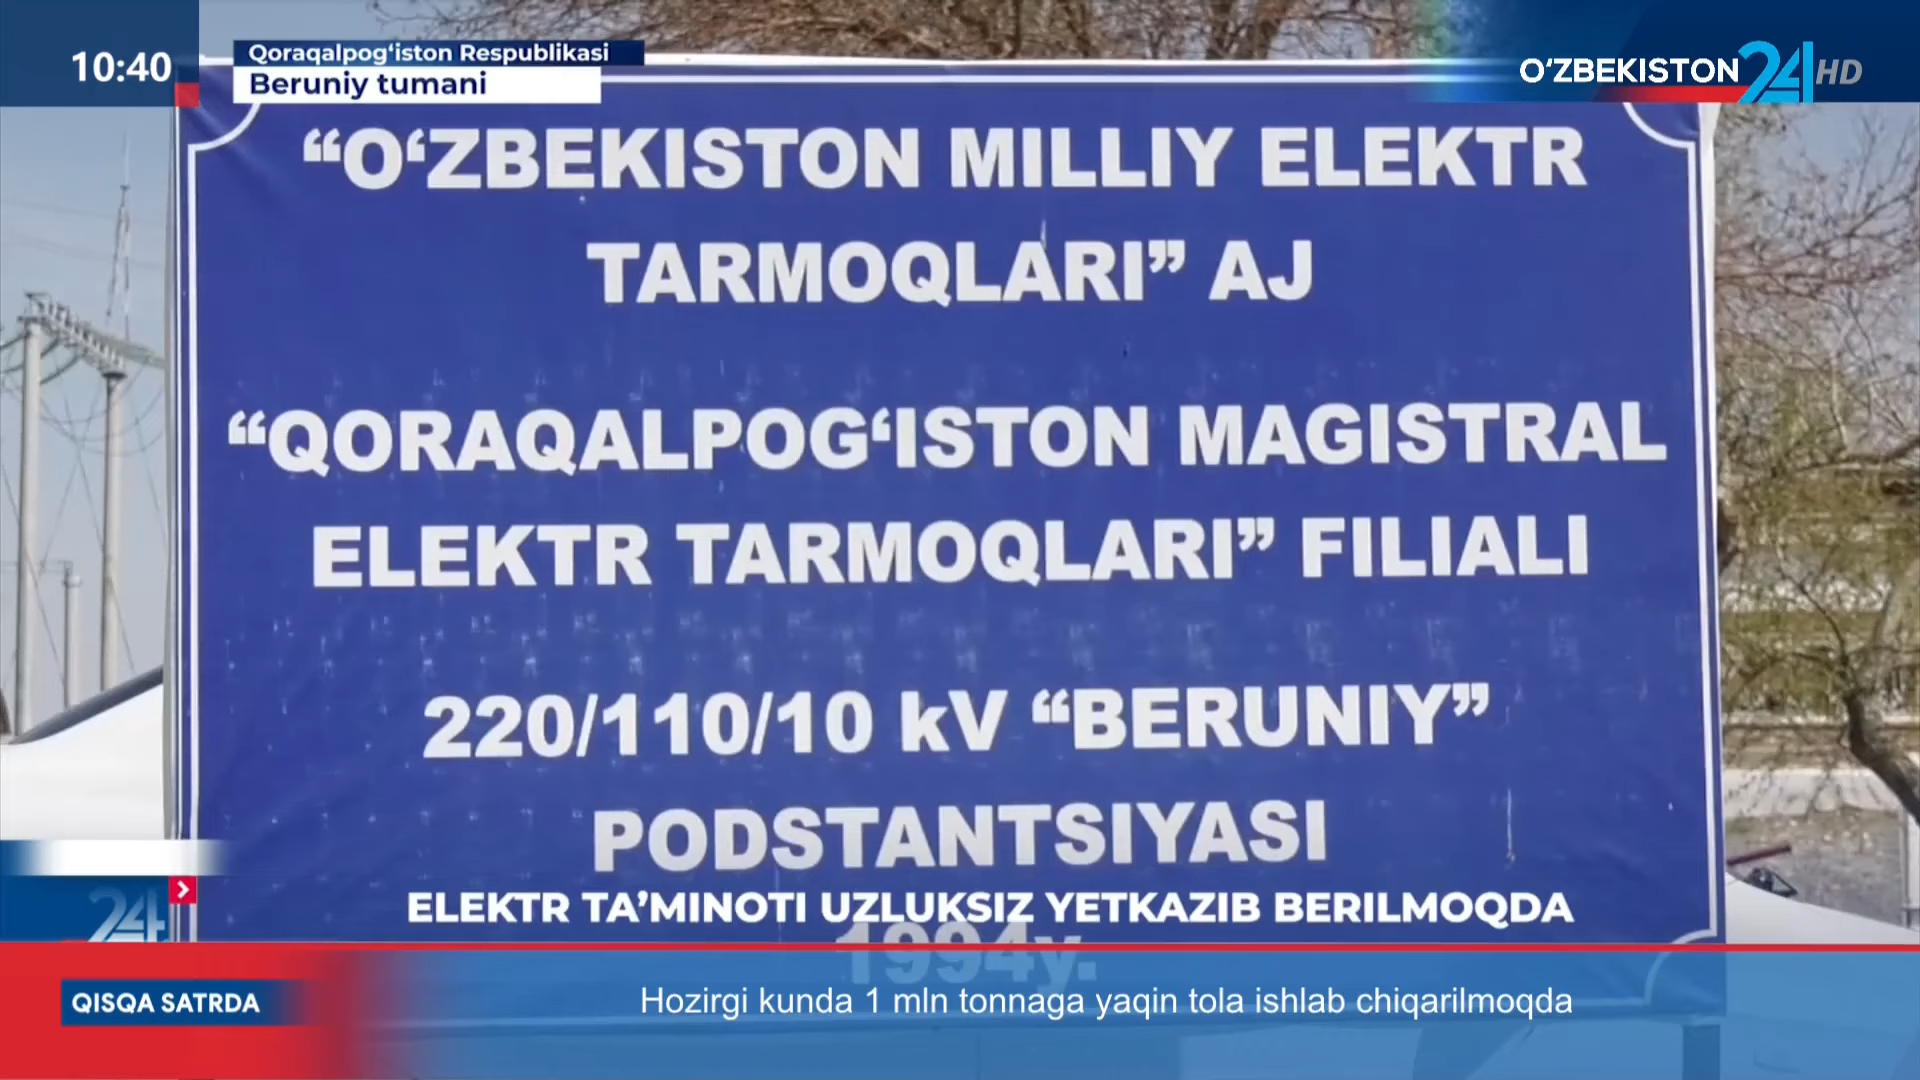 10:40
Qoraqalpog‘iston Respublikasi
Beruniy tumani
O‘ZBEKISTON 24 HD
“O‘ZBEKISTON MILLIY ELEKTR
TARMOQLARI” AJ
“QORAQALPOG‘ISTON MAGISTRAL
ELEKTR TARMOQLARI” FILIALI
220/110/10 kV “BERUNIY”
PODSTANTSIYASI
24
ELEKTR TA’MINOTI UZLUKSIZ YETKAZIB BERILMOQDA
1994y.
QISQA SATRDA
Hozirgi kunda 1 mln tonnaga yaqin tola ishlab chiqarilmoqda